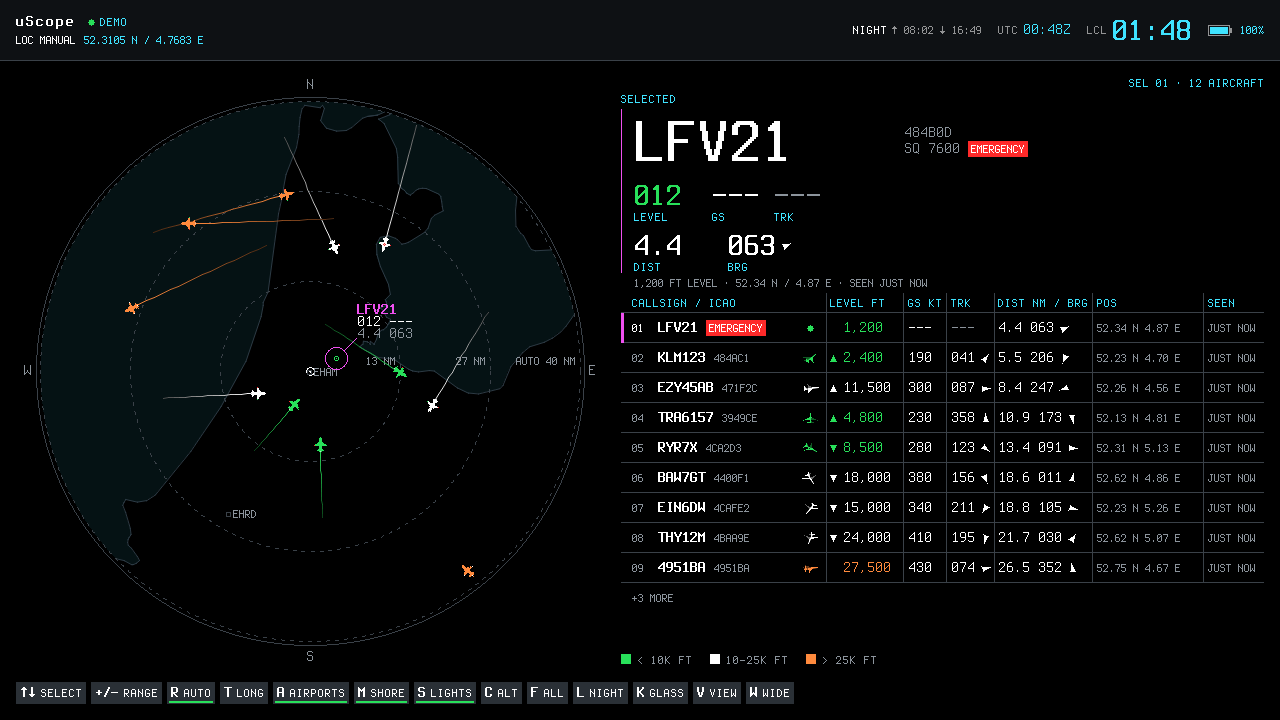 uScope DEMO
LOC MANUAL 52.3105 N / 4.7683 E
NIGHT ↑ 08:02 ↓ 16:49 UTC 00:48Z LCL 01:48 100%
N
W
E
S
LFV21
012 ---
4.4 063
EHAM
13 NM
27 NM
AUTO 40 NM
EHRD
SEL 01 · 12 AIRCRAFT
SELECTED
LFV21
484B0D
SQ 7600 EMERGENCY
012 --- ---
LEVEL GS TRK
4.4 063
DIST BRG
1,200 FT LEVEL · 52.34 N / 4.87 E · SEEN JUST NOW
CALLSIGN / ICAO LEVEL FT GS KT TRK DIST NM / BRG POS SEEN
01 LFV21 EMERGENCY 1,200 --- --- 4.4 063 52.34 N 4.87 E JUST NOW
02 KLM123 484AC1 ▲ 2,400 190 041 5.5 206 52.23 N 4.70 E JUST NOW
03 EZY45AB 471F2C ▲ 11,500 300 087 8.4 247 52.26 N 4.56 E JUST NOW
04 TRA6157 3949CE ▲ 4,800 230 358 10.9 173 52.13 N 4.81 E JUST NOW
05 RYR7X 4CA2D3 ▼ 8,500 280 123 13.4 091 52.31 N 5.13 E JUST NOW
06 BAW7GT 4400F1 ▼ 18,000 380 156 18.6 011 52.62 N 4.86 E JUST NOW
07 EIN6DW 4CAFE2 ▼ 15,000 340 211 18.8 105 52.23 N 5.26 E JUST NOW
08 THY12M 4BAA9E ▼ 24,000 410 195 21.7 030 52.62 N 5.07 E JUST NOW
09 4951BA 4951BA 27,500 430 074 26.5 352 52.75 N 4.67 E JUST NOW
+3 MORE
< 10K FT 10-25K FT > 25K FT
↑↓ SELECT +/- RANGE R AUTO T LONG A AIRPORTS M SHORE S LIGHTS C ALT F ALL L NIGHT K GLASS V VIEW W WIDE